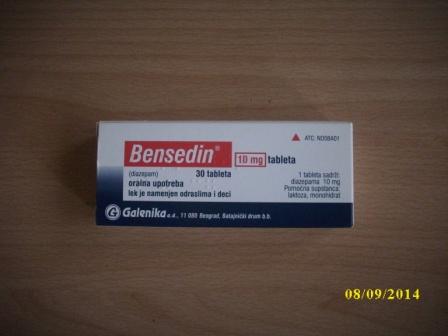 Bensedin® 10 mg tableta
(diazepam) 30 tableta
oralna upotreba
lek je namenjen odraslima i deci
ATC: N05BA01
1 tableta sadrži:
diazepama 10 mg
Pomoćna supstanca:
laktoza, monohidrat
G Galenika a.d., 11 080 Beograd, Batajnički drum b.b.
08/09/2014